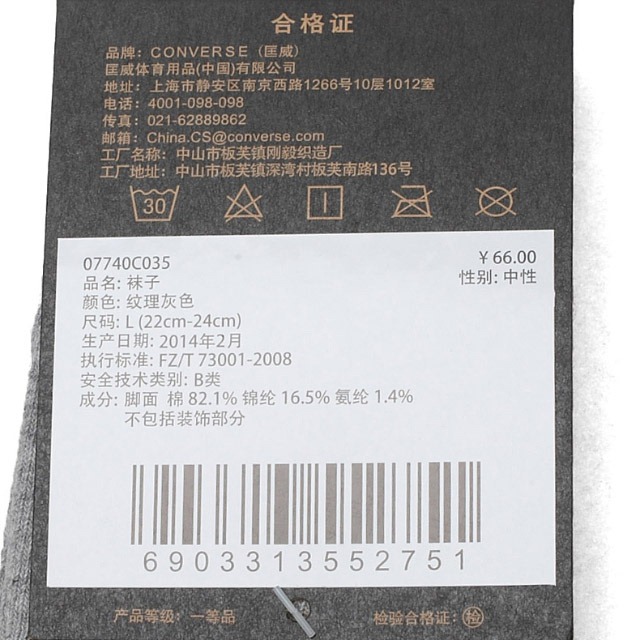 合格证
品牌: CONVERSE (匡威)
匡威体育用品(中国)有限公司
地址: 上海市静安区南京西路1266号10层1012室
电话: 4001-098-098
传真: 021-62889862
邮箱: China.CS@converse.com
工厂名称: 中山市板芙镇刚毅织造厂
工厂地址: 中山市板芙镇深湾村板芙南路136号
30
07740C035 ￥66.00
品名: 袜子 性别: 中性
颜色: 纹理灰色
尺码: L (22cm-24cm)
生产日期: 2014年2月
执行标准: FZ/T 73001-2008
安全技术类别: B类
成分: 脚面 棉 82.1% 锦纶 16.5% 氨纶 1.4%
不包括装饰部分
6903313552751
产品等级: 一等品 检验合格证: 检